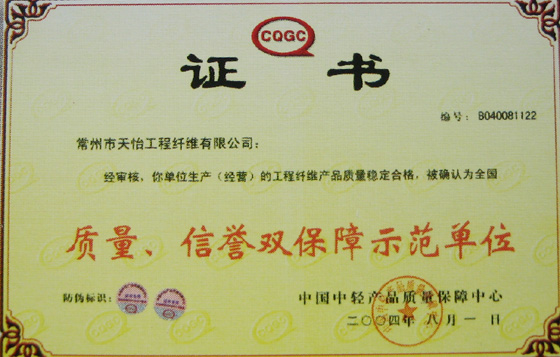 CQGC
证书
编号：B040081122
常州市天怡工程纤维有限公司：
经审核、你单位生产（经营）的工程纤维产品质量稳定合格，被确认为全国
质量、信誉双保障示范单位
防伪标识：
中国中轻产品质量保障中心
二〇〇四年八月一日